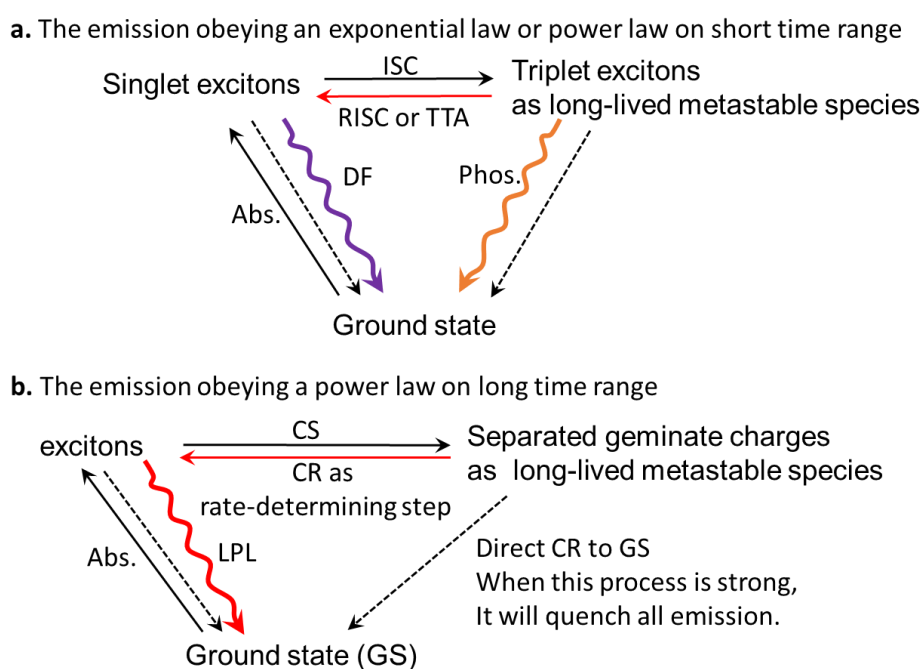 a. The emission obeying an exponential law or power law on short time range
ISC
Singlet excitons
Triplet excitons
as long-lived metastable species
RISC or TTA
DF
Phos.
Abs.
Ground state
b. The emission obeying a power law on long time range
CS
excitons
Separated geminate charges
as long-lived metastable species
CR as
rate-determining step
Abs.
LPL
Direct CR to GS
When this process is strong,
It will quench all emission.
Ground state (GS)